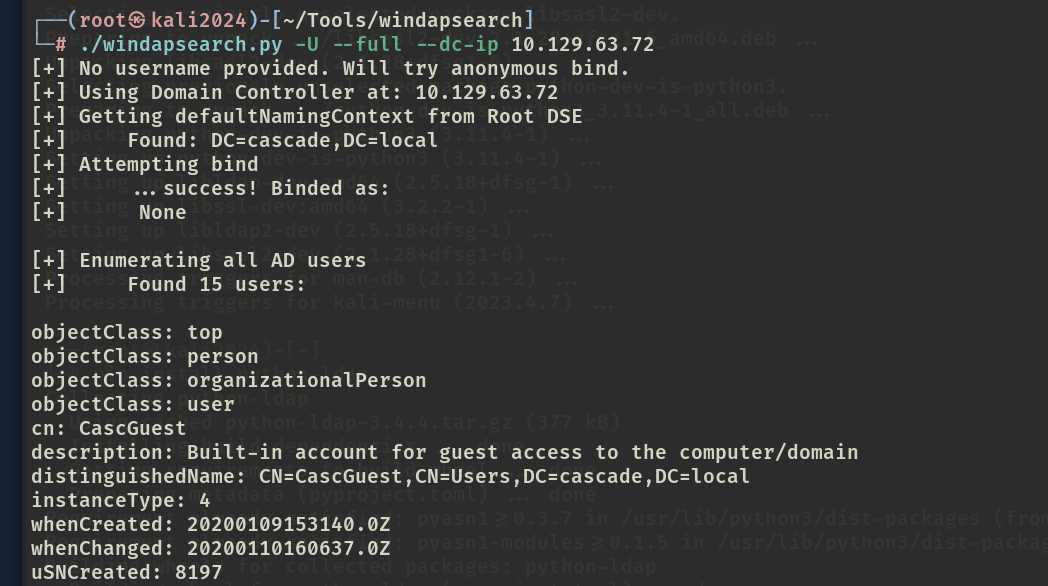 ┌──(root㉿kali2024)-[~/Tools/windapsearch]
└─# ./windapsearch.py -U --full --dc-ip 10.129.63.72
[+] No username provided. Will try anonymous bind.
[+] Using Domain Controller at: 10.129.63.72
[+] Getting defaultNamingContext from Root DSE
[+]     Found: DC=cascade,DC=local
[+] Attempting bind
[+]     ...success! Binded as:
[+]      None

[+] Enumerating all AD users
[+]     Found 15 users:

objectClass: top
objectClass: person
objectClass: organizationalPerson
objectClass: user
cn: CascGuest
description: Built-in account for guest access to the computer/domain
distinguishedName: CN=CascGuest,CN=Users,DC=cascade,DC=local
instanceType: 4
whenCreated: 20200109153140.0Z
whenChanged: 20200110160637.0Z
uSNCreated: 8197